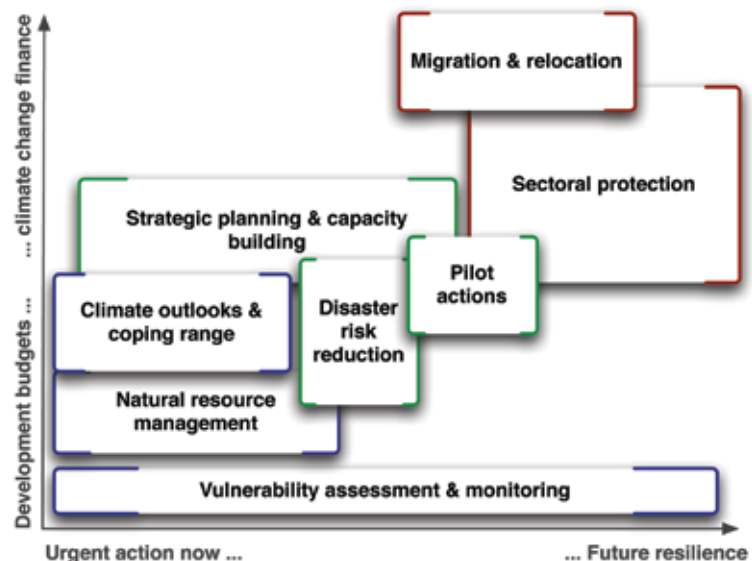 Migration & relocation
Sectoral protection
Strategic planning & capacity
building
Pilot
actions
Climate outlooks &
coping range
Disaster
risk
reduction
Natural resource
management
Vulnerability assessment & monitoring
Development budgets ... ... climate change finance
Urgent action now ... ... Future resilience